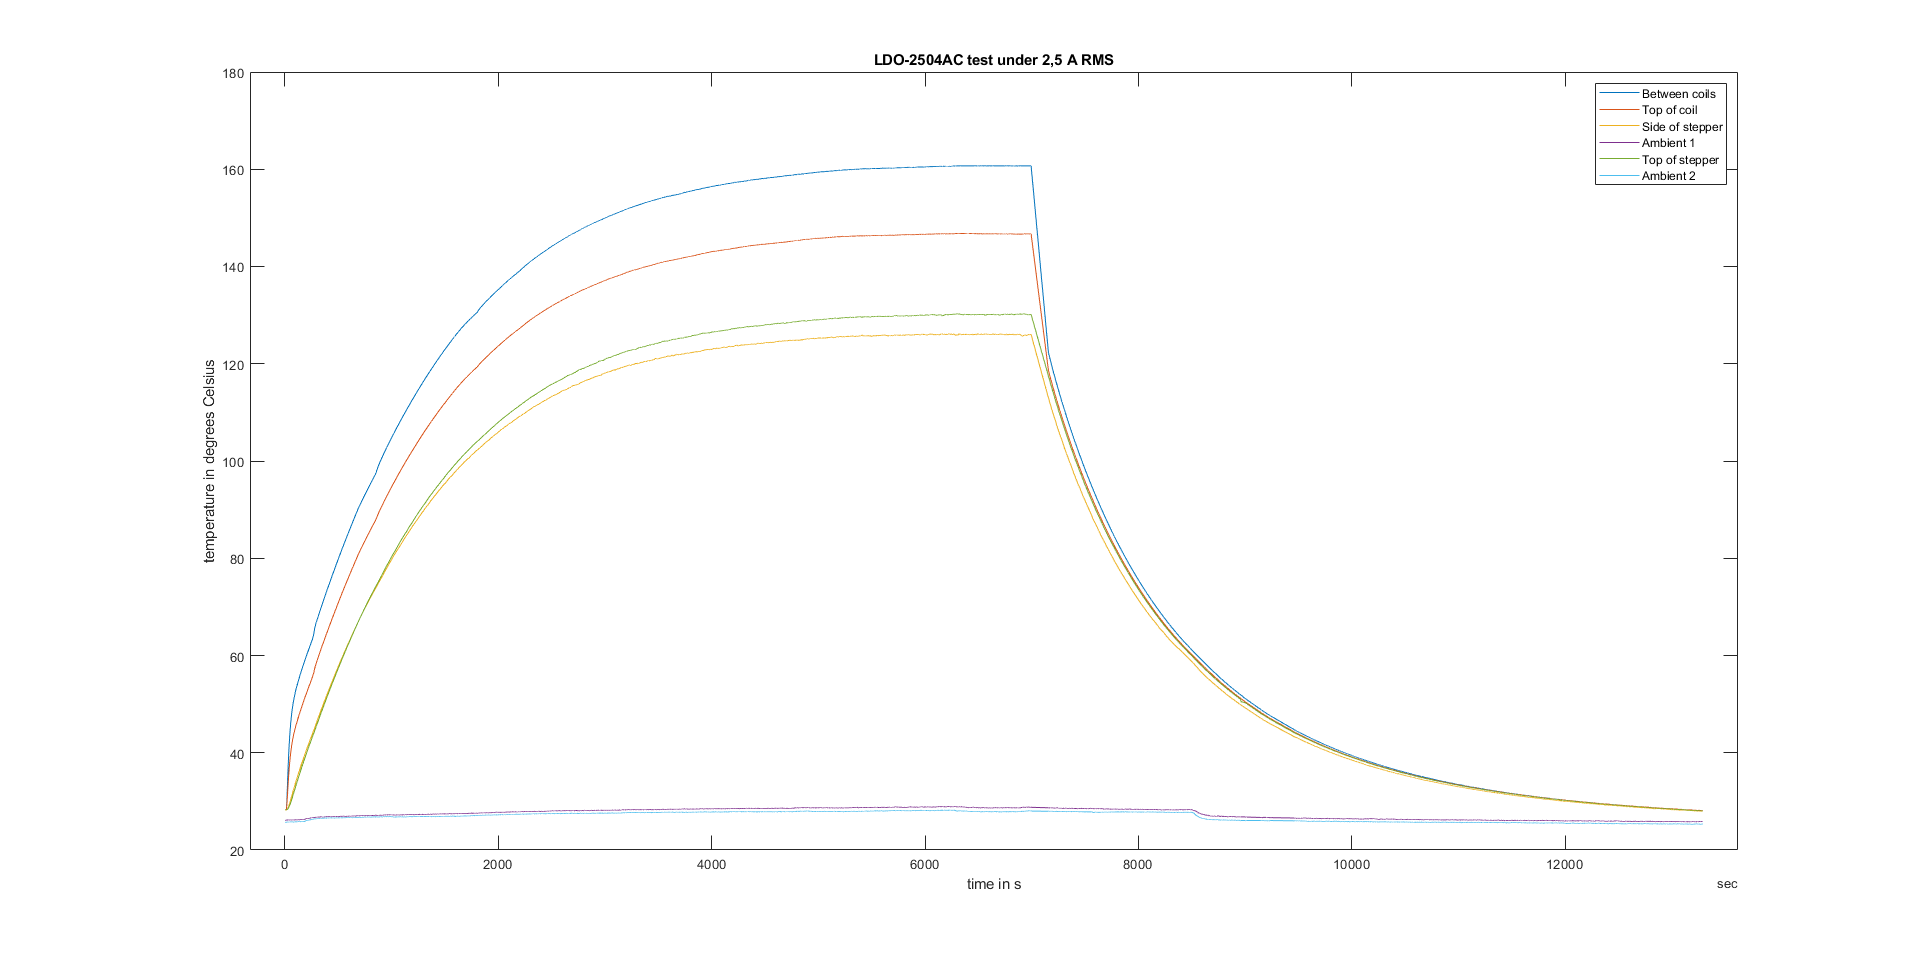 LDO-2504AC test under 2,5 A RMS
180
160
140
120
100
80
60
40
20
temperature in degrees Celsius
Between coils
Top of coil
Side of stepper
Ambient 1
Top of stepper
Ambient 2
0
2000
4000
6000
8000
10000
12000
time in s
sec